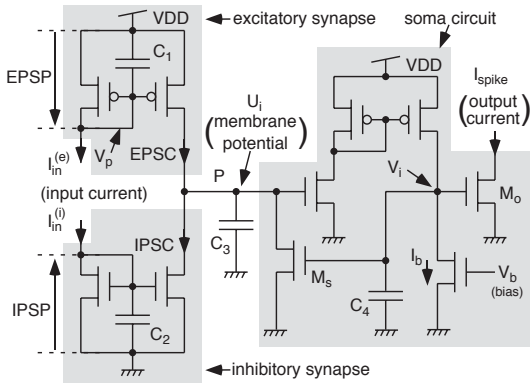 VDD
excitatory synapse
soma circuit
C1
VDD
EPSP
Ispike
(output current)
Ui
(membrane potential)
Vp
EPSC
Iin(e)
P
Vi
(input current)
Mo
Iin(i)
IPSC
C3
Ms
Ib
Vb
(bias)
C4
IPSP
C2
inhibitory synapse